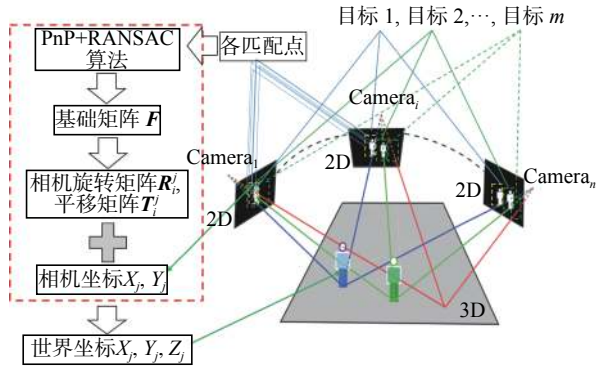 目标 1, 目标 2,···, 目标 m
PnP+RANSAC
算法
各匹配点
基础矩阵 F
Camera_i
Camera_1
Camera_n
2D
2D
2D
相机旋转矩阵R_i^j,
平移矩阵T_i^j
相机坐标X_j, Y_j
3D
世界坐标X_j, Y_j, Z_j